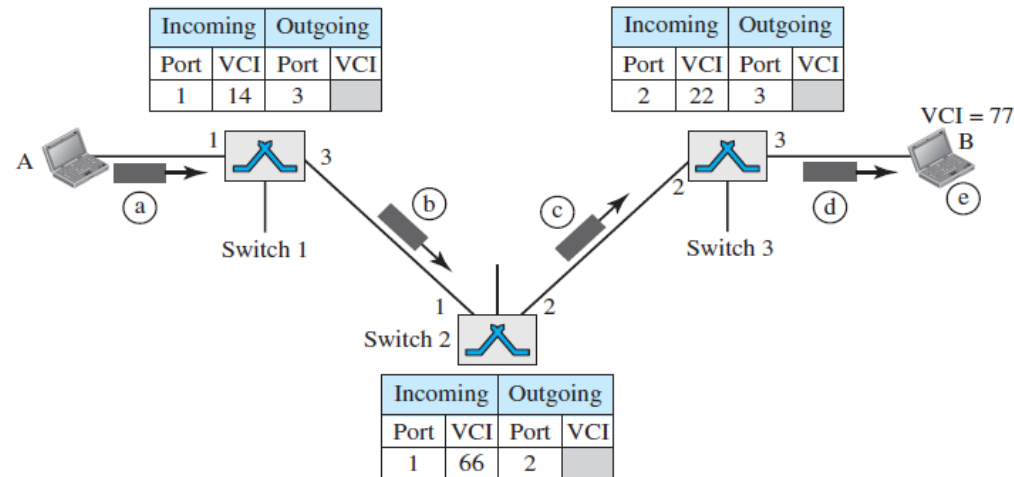 Incoming Outgoing
Port VCI Port VCI
1 14 3
Incoming Outgoing
Port VCI Port VCI
2 22 3
VCI = 77
A
1
3
Switch 1
a
b
c
2
3
Switch 3
B
d
e
1
2
Switch 2
Incoming Outgoing
Port VCI Port VCI
1 66 2